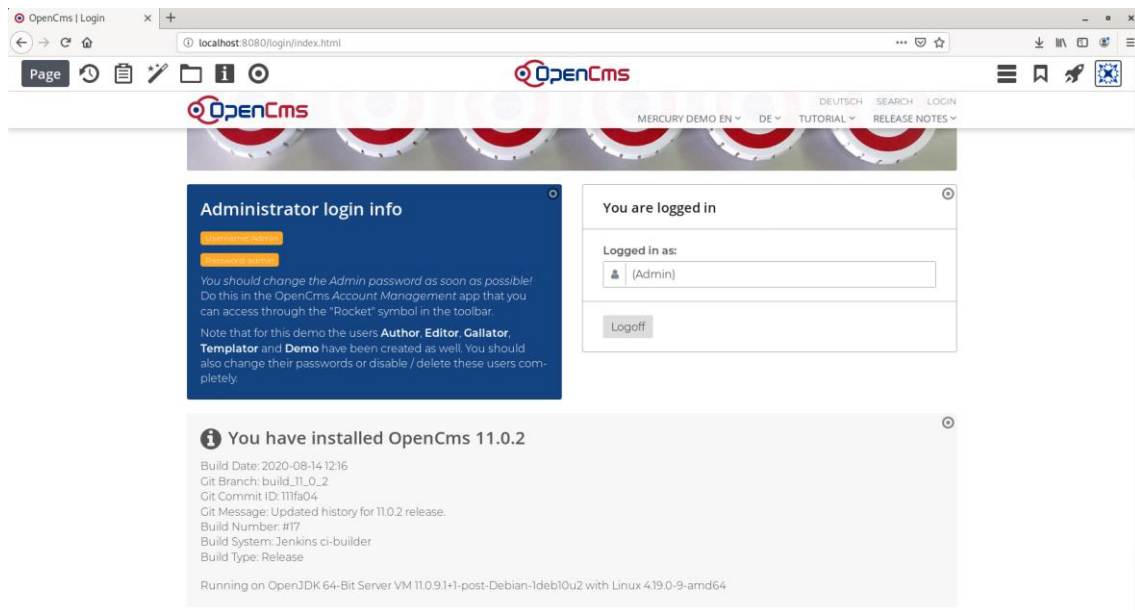 OpenCms | Login
localhost:8080/login/index.html
Page
OpenCms
OpenCms
DEUTSCH SEARCH LOGIN
MERCURY DEMO EN DE TUTORIAL RELEASE NOTES
Administrator login info
Username: Admin
Password: admin
You should change the Admin password as soon as possible!
Do this in the OpenCms Account Management app that you
can access through the "Rocket" symbol in the toolbar.
Note that for this demo the users Author, Editor, Gallator,
Templator and Demo have been created as well. You should
also change their passwords or disable / delete these users com-
pletely.
You are logged in
Logged in as:
(Admin)
Logoff
You have installed OpenCms 11.0.2
Build Date: 2020-08-14 12:16
Git Branch: build_11_0_2
Git Commit ID: 111fa04
Git Message: Updated history for 11.0.2 release.
Build Number: #17
Build System: Jenkins ci-builder
Build Type: Release
Running on OpenJDK 64-Bit Server VM 11.0.9.1+1-post-Debian-1deb10u2 with Linux 4.19.0-9-amd64